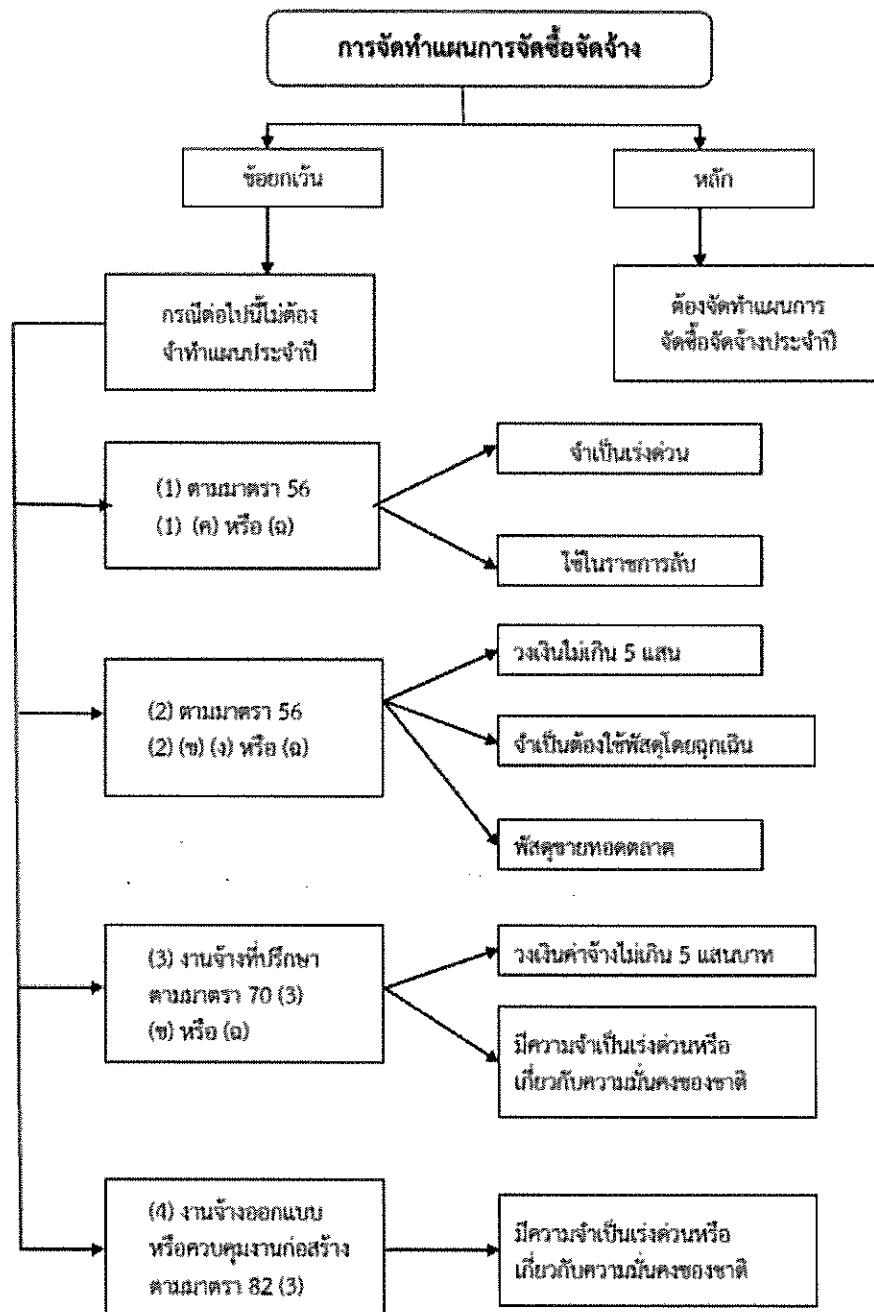 การจัดทำแผนการจัดซื้อจัดจ้าง
ข้อยกเว้น
หลัก
กรณีต่อไปนี้ไม่ต้อง
จำทำแผนประจำปี
ต้องจัดทำแผนการ
จัดซื้อจัดจ้างประจำปี
(1) ตามมาตรา 56
(1) (ค) หรือ (ฉ)
จำเป็นเร่งด่วน
ใช้ในราชการลับ
(2) ตามมาตรา 56
(2) (ข) (ง) หรือ (ฉ)
วงเงินไม่เกิน 5 แสน
จำเป็นต้องใช้พัสดุโดยฉุกเฉิน
พัสดุขายทอดตลาด
(3) งานจ้างที่ปรึกษา
ตามมาตรา 70 (3)
(ข) หรือ (ฉ)
วงเงินค่าจ้างไม่เกิน 5 แสนบาท
มีความจำเป็นเร่งด่วนหรือ
เกี่ยวกับความมั่นคงของชาติ
(4) งานจ้างออกแบบ
หรือควบคุมงานก่อสร้าง
ตามมาตรา 82 (3)
มีความจำเป็นเร่งด่วนหรือ
เกี่ยวกับความมั่นคงของชาติ